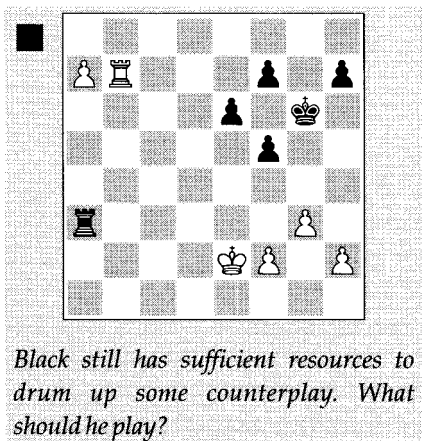 Black still has sufficient resources to
drum up some counterplay. What
should he play?